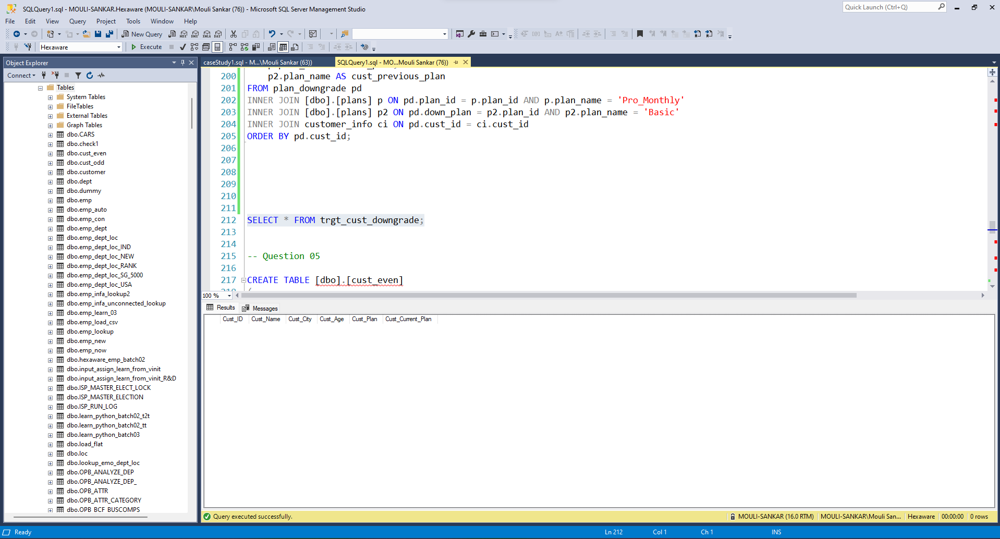 SQLQuery1.sql - MOULI-SANKAR.Hexaware (MOULI-SANKAR\Mouli Sankar (76)) - Microsoft SQL Server Management Studio
Quick Launch (Ctrl+Q)
File Edit View Query Project Tools Window Help
New Query MDX DMX XMLA DAX
Hexaware Execute
Object Explorer
Connect
Tables
System Tables
FileTables
External Tables
Graph Tables
dbo.CARS
dbo.check1
dbo.cust_even
dbo.cust_odd
dbo.customer
dbo.dept
dbo.dummy
dbo.emp
dbo.emp_auto
dbo.emp_con
dbo.emp_dept
dbo.emp_dept_loc
dbo.emp_dept_loc_IND
dbo.emp_dept_loc_NEW
dbo.emp_dept_loc_RANK
dbo.emp_dept_loc_SG_5000
dbo.emp_dept_loc_USA
dbo.emp_infa_lookup2
dbo.emp_infa_unconnected_lookup
dbo.emp_learn_03
dbo.emp_load_csv
dbo.emp_lookup
dbo.emp_new
dbo.emp_now
dbo.hexaware_emp_batch02
dbo.input_assign_learn_from_vinit
dbo.input_assign_learn_from_vinit_R&D
dbo.ISP_MASTER_ELECT_LOCK
dbo.ISP_MASTER_ELECTION
dbo.ISP_RUN_LOG
dbo.learn_python_batch02_t2t
dbo.learn_python_batch02_tt
dbo.learn_python_batch03
dbo.load_flat
dbo.loc
dbo.lookup_emo_dept_loc
dbo.OPB_ANALYZE_DEP
dbo.OPB_ANALYZE_DEP_
dbo.OPB_ATTR
dbo.OPB_ATTR_CATEGORY
dbo.OPB_BCF_BUSCOMPS
caseStudy1.sql - M...\Mouli Sankar (63)) SQLQuery1.sql - MO...Mouli Sankar (76))
200 p2.plan_name AS cust_previous_plan
201 FROM plan_downgrade pd
202 INNER JOIN [dbo].[plans] p ON pd.plan_id = p.plan_id AND p.plan_name = 'Pro_Monthly'
203 INNER JOIN [dbo].[plans] p2 ON pd.down_plan = p2.plan_id AND p2.plan_name = 'Basic'
204 INNER JOIN customer_info ci ON pd.cust_id = ci.cust_id
205 ORDER BY pd.cust_id;
206
207
208
209
210
211
212 SELECT * FROM trgt_cust_downgrade;
213
214
215 -- Question 05
216
217 CREATE TABLE [dbo].[cust_even]
218 (
100 %
Results Messages
Cust_ID Cust_Name Cust_City Cust_Age Cust_Plan Cust_Current_Plan
Query executed successfully. MOULI-SANKAR (16.0 RTM) MOULI-SANKAR\Mouli San... Hexaware 00:00:00 0 rows
Ready Ln 212 Col 1 Ch 1 INS